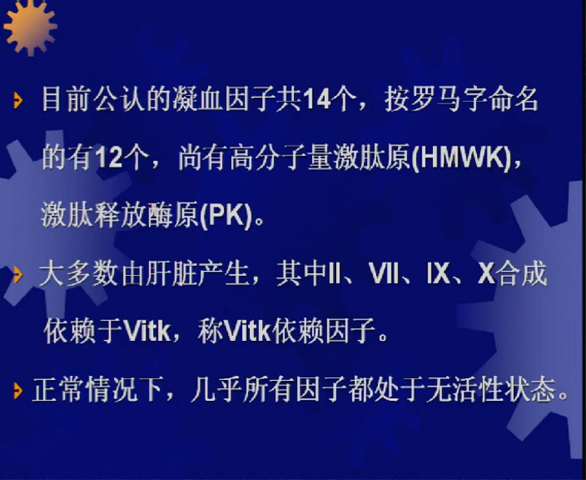 目前公认的凝血因子共14个，按罗马字命名
的有12个，尚有高分子量激肽原(HMWK)，
激肽释放酶原(PK)。
大多数由肝脏产生，其中II、VII、IX、X合成
依赖于Vitk，称Vitk依赖因子。
正常情况下，几乎所有因子都处于无活性状态。